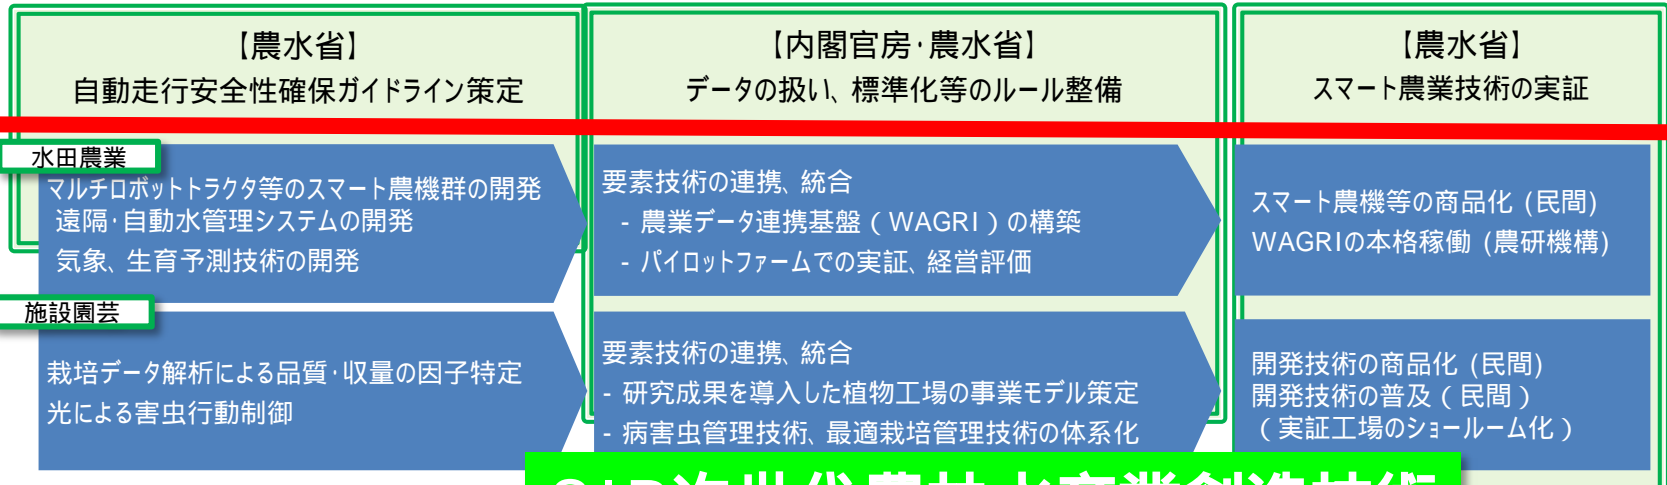 【農水省】
自動走行安全性確保ガイドライン策定
【内閣官房・農水省】
データの扱い、標準化等のルール整備
【農水省】
スマート農業技術の実証
水田農業
マルチロボットトラクタ等のスマート農機群の開発
遠隔・自動水管理システムの開発
気象、生育予測技術の開発
要素技術の連携、統合
- 農業データ連携基盤（WAGRI）の構築
- パイロットファームでの実証、経営評価
スマート農機等の商品化 (民間)
WAGRIの本格稼働 (農研機構)
施設園芸
栽培データ解析による品質・収量の因子特定
光による害虫行動制御
要素技術の連携、統合
- 研究成果を導入した植物工場の事業モデル策定
- 病害虫管理技術、最適栽培管理技術の体系化
開発技術の商品化 (民間)
開発技術の普及（民間）
（実証工場のショールーム化）
SIP次世代農林水産業創造技術